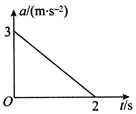 a/(m·s⁻²)
3
O 2 t/s